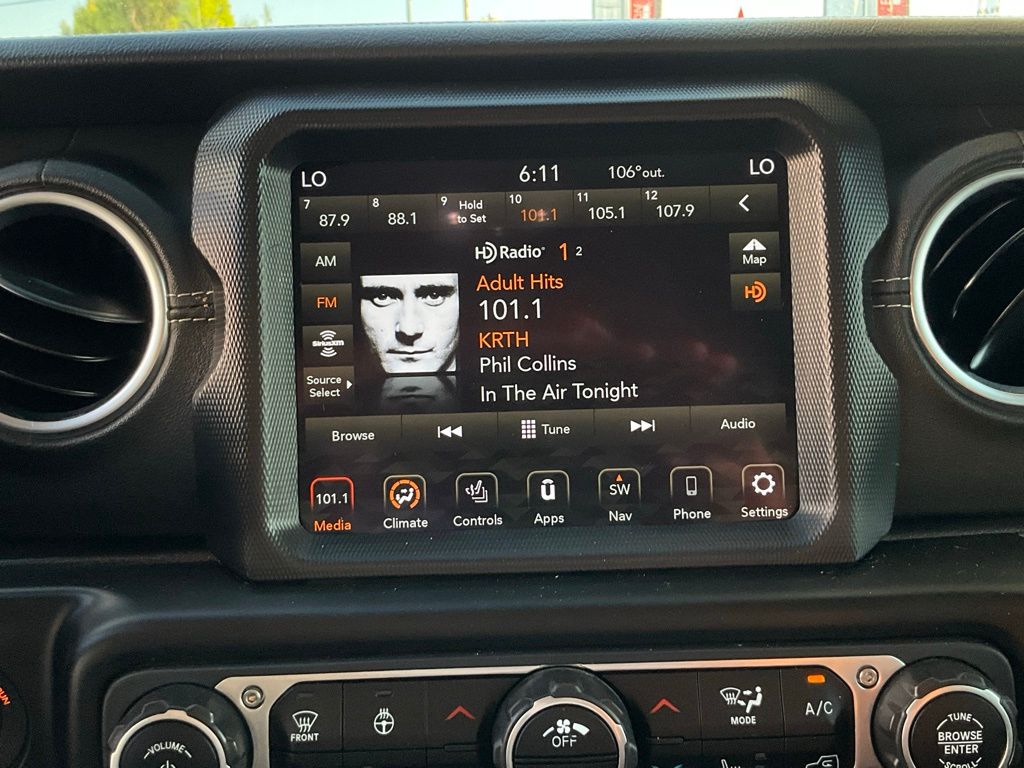 LO 6:11 106°out. LO
7 87.9 8 88.1 9 Hold to Set 10 101.1 11 105.1 12 107.9
AM
HD Radio 1 2
Map
FM
Adult Hits
HD
101.1
SiriusXM
KRTH
Phil Collins
Source
Select
In The Air Tonight
Browse Tune Audio
101.1 SW
Media Climate Controls Apps Nav Phone Settings
FRONT MODE A/C
VOLUME OFF TUNE
BROWSE
ENTER
SCROLL